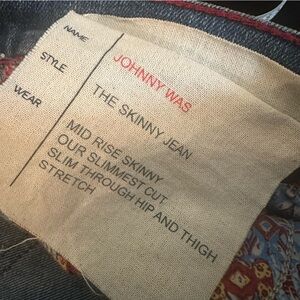 NAME JOHNNY WAS
STYLE THE SKINNY JEAN
WEAR MID RISE SKINNY
OUR SLIMMEST CUT.
SLIM THROUGH HIP AND THIGH
STRETCH